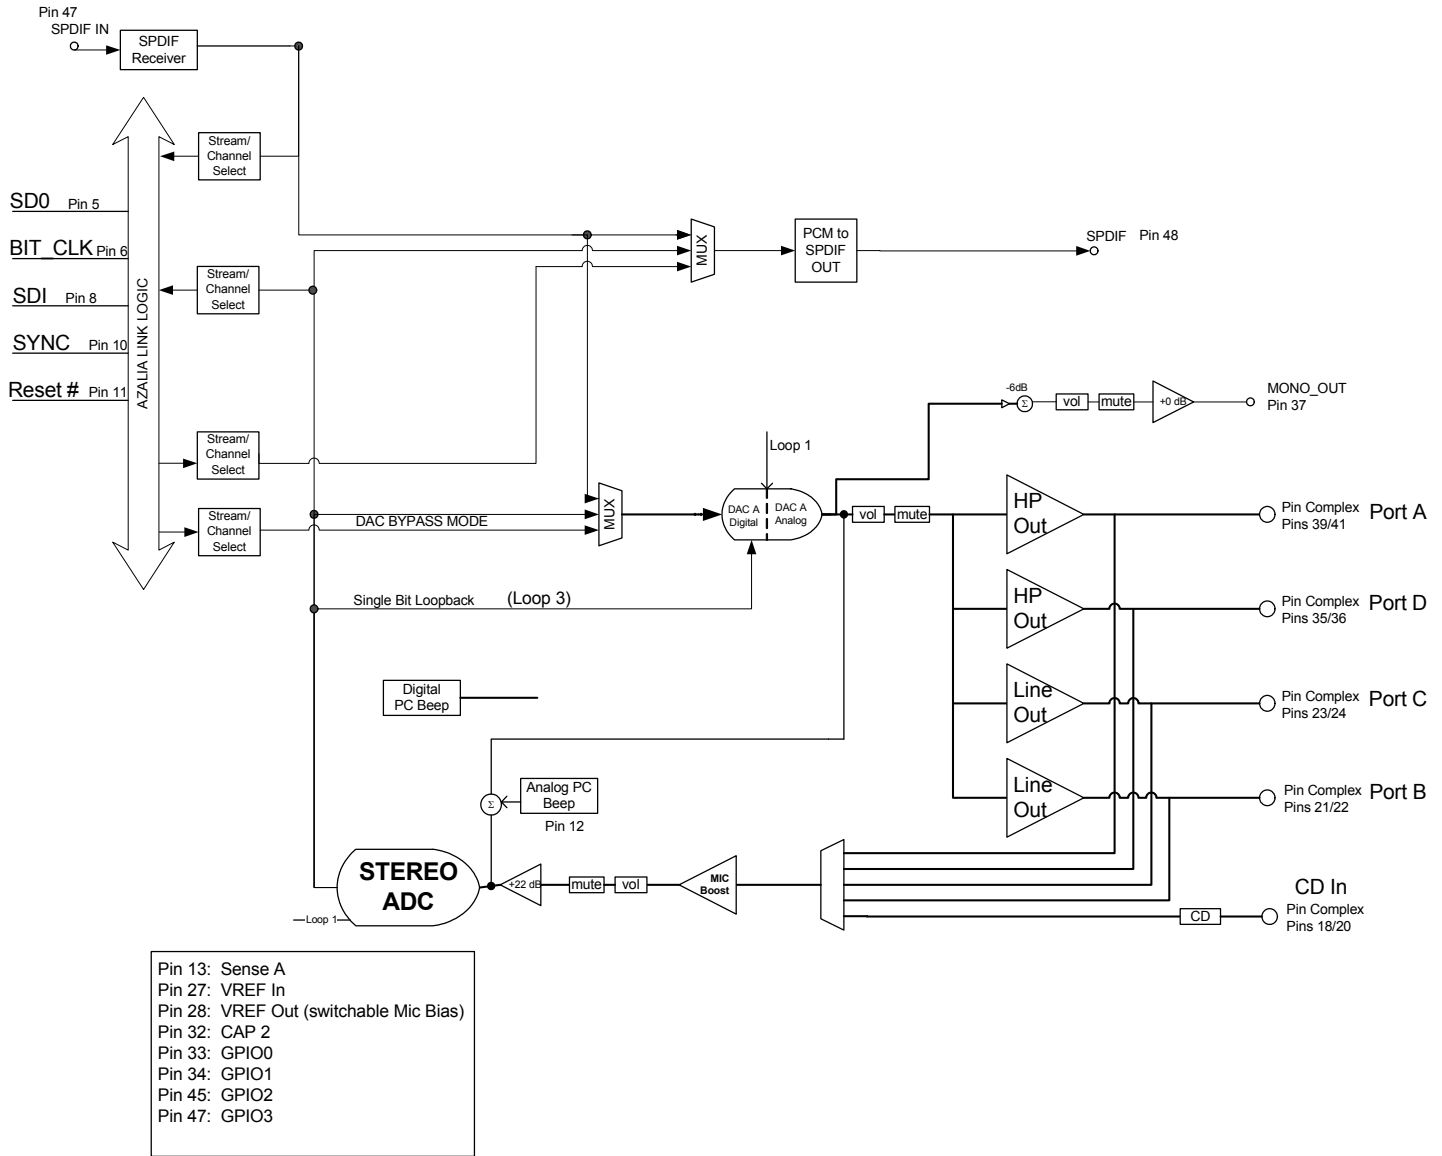 Pin 47
SPDIF IN
SPDIF
Receiver
Stream/
Channel
Select
SD0 Pin 5
BIT_CLK Pin 6
SDI Pin 8
SYNC Pin 10
Reset # Pin 11
AZALIA LINK LOGIC
Stream/
Channel
Select
Stream/
Channel
Select
Stream/
Channel
Select
MUX
PCM to
SPDIF
OUT
SPDIF Pin 48
-6dB
Σ
vol
mute
+0 dB
MONO_OUT
Pin 37
Loop 1
DAC BYPASS MODE
MUX
DAC A
Digital
DAC A
Analog
vol
mute
HP
Out
Pin Complex
Pins 39/41
Port A
Single Bit Loopback (Loop 3)
HP
Out
Pin Complex
Pins 35/36
Port D
Digital
PC Beep
Line
Out
Pin Complex
Pins 23/24
Port C
Σ
Analog PC
Beep
Pin 12
Line
Out
Pin Complex
Pins 21/22
Port B
STEREO
ADC
Loop 1
+22 dB
mute
vol
MIC
Boost
CD
CD In
Pin Complex
Pins 18/20
Pin 13: Sense A
Pin 27: VREF In
Pin 28: VREF Out (switchable Mic Bias)
Pin 32: CAP 2
Pin 33: GPIO0
Pin 34: GPIO1
Pin 45: GPIO2
Pin 47: GPIO3